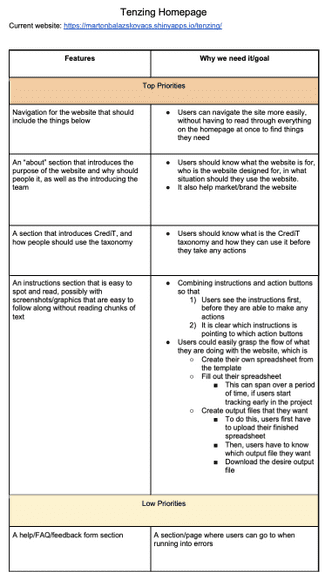 Tenzing Homepage
Current website: https://martonbalazskovacs.shinyapps.io/tenzing/
Features
Why we need it/goal
Top Priorities
Navigation for the website that should
include the things below
● Users can navigate the site more easily,
without having to read through everything
on the homepage at once to find things
they need
An "about" section that introduces the
purpose of the website and why should
people it, as well as the introducing the
team
● Users should know what the website is for,
who is the website designed for, in what
situation should they use the website.
● It also help market/brand the website
A section that introduces CrediT, and
how people should use the taxonomy
● Users should know what is the CrediT
taxonomy and how they can use it before
they take any actions
An instructions section that is easy to
spot and read, possibly with
screenshots/graphics that are easy to
follow along without reading chunks of
text
● Combining instructions and action buttons
so that
1) Users see the instructions first,
before they are able to make any
actions
2) It is clear which instructions is
pointing to which action buttons
● Users could easily grasp the flow of what
they are doing with the website, which is
○ Create their own spreadsheet from
the template
○ Fill out their spreadsheet
■ This can span over a period
of time, if users start
tracking early in the project
○ Create output files that they want
■ To do this, users first have
to upload their finished
spreadsheet
■ Then, users have to know
which output file they want
■ Download the desire output
file
Low Priorities
A help/FAQ/feedback form section
A section/page where users can go to when
running into errors